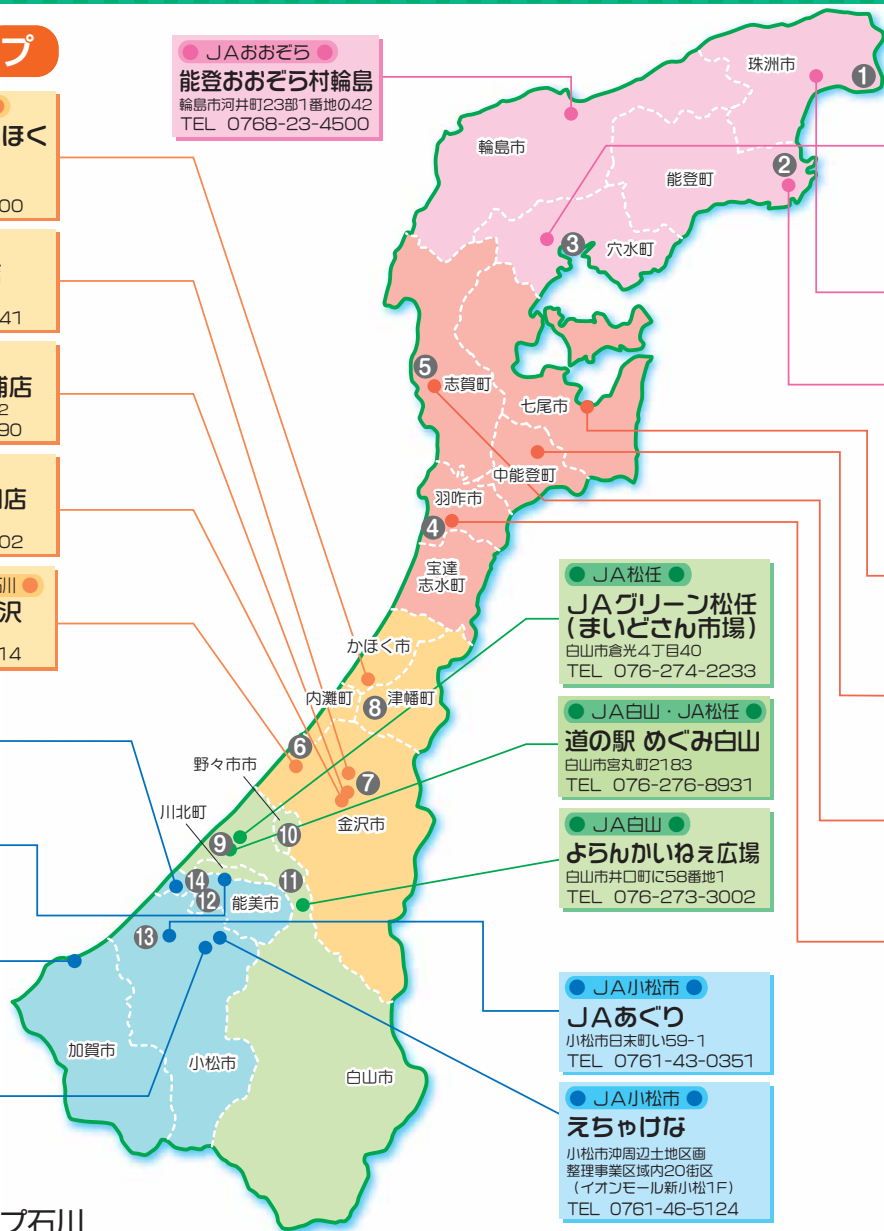 プ
JAおおぞら
能登おおぞら村輪島
輪島市河井町23部1番地の42
TEL 0768-23-4500
ほく
00
41
舗店
2
90
店
02
石川
沢
14
珠洲市
①
輪島市
能登町
②
③
穴水町
⑤
志賀町
七尾市
中能登町
羽咋市
④
宝達
志水町
かほく市
内灘町
津幡町
⑧
⑥
野々市市
⑦
川北町
金沢市
⑨
⑩
⑭
⑪
⑫
能美市
⑬
加賀市
小松市
白山市
JA松任
JAグリーン松任
(まいどさん市場)
白山市倉光4丁目40
TEL 076-274-2233
JA白山・JA松任
道の駅 めぐみ白山
白山市宮丸町2183
TEL 076-276-8931
JA白山
よらんかいねぇ広場
白山市井口町に58番地1
TEL 076-273-3002
JA小松市
JAあぐり
小松市日末町い59-1
TEL 0761-43-0351
JA小松市
えちゃけな
小松市沖周辺土地区画
整理事業区域内20街区
(イオンモール新小松1F)
TEL 0761-46-5124
プ石川